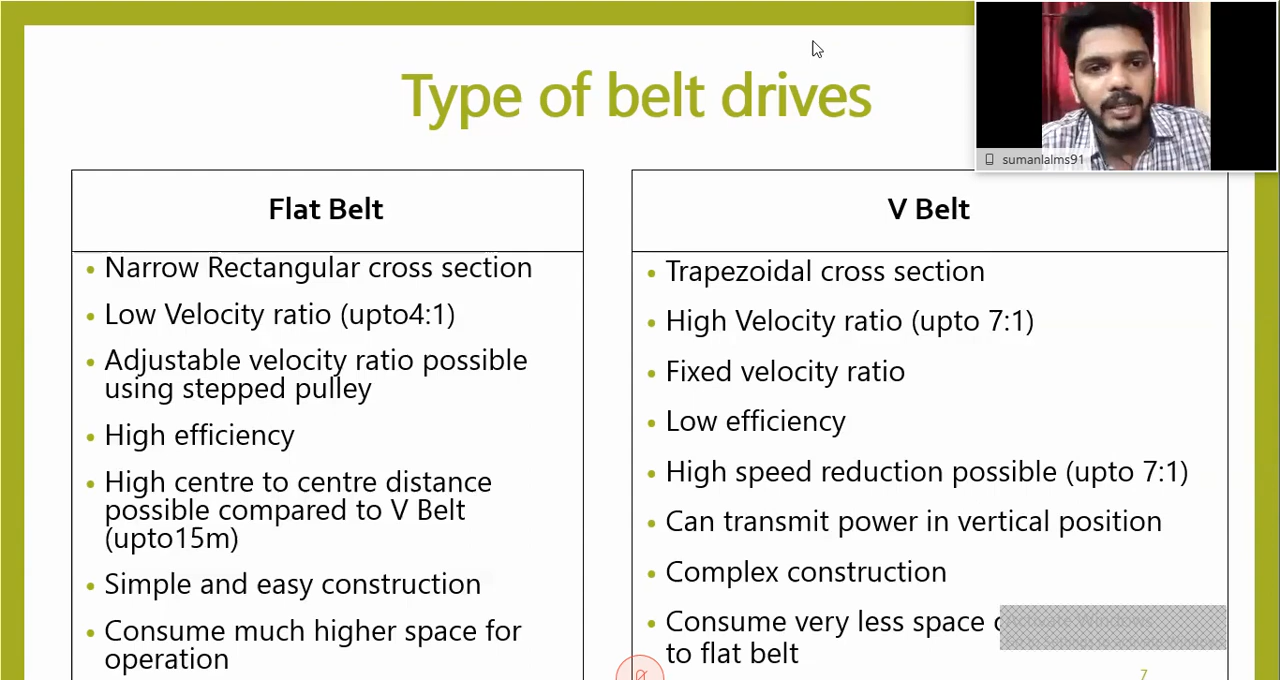 Type of belt drives
sumanlalms91
Flat Belt
• Narrow Rectangular cross section
• Low Velocity ratio (upto4:1)
• Adjustable velocity ratio possible
using stepped pulley
• High efficiency
• High centre to centre distance
possible compared to V Belt
(upto15m)
• Simple and easy construction
• Consume much higher space for
operation
V Belt
• Trapezoidal cross section
• High Velocity ratio (upto 7:1)
• Fixed velocity ratio
• Low efficiency
• High speed reduction possible (upto 7:1)
• Can transmit power in vertical position
• Complex construction
• Consume very less space
to flat belt
7